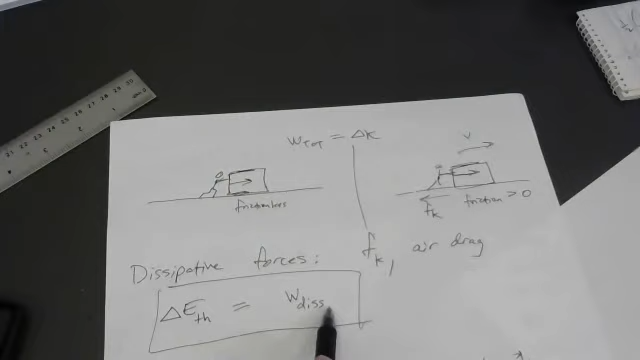 W_TOT = ΔK
v
frictionless
f_k
friction > 0
Dissipative forces: f_k, air drag
ΔE_th = W_diss